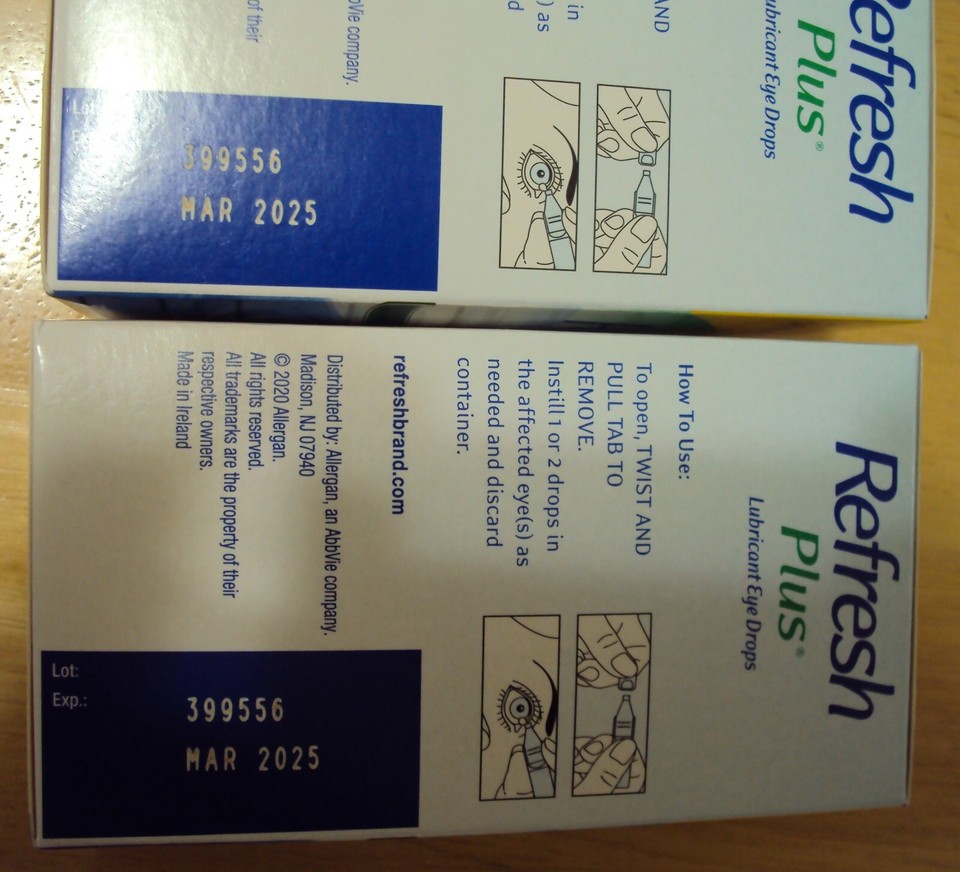 Refresh
Plus®
Lubricant Eye Drops
AND
in
) as
d
bVie company.
of their
Lot:
399556
MAR 2025
Refresh
Plus®
Lubricant Eye Drops
How To Use:
To open, TWIST AND
PULL TAB TO
REMOVE.
Instill 1 or 2 drops in
the affected eye(s) as
needed and discard
container.
refreshbrand.com
Distributed by: Allergan, an AbbVie company.
Madison, NJ 07940
© 2020 Allergan.
All rights reserved.
All trademarks are the property of their
respective owners.
Made in Ireland
Lot:
Exp.:
399556
MAR 2025